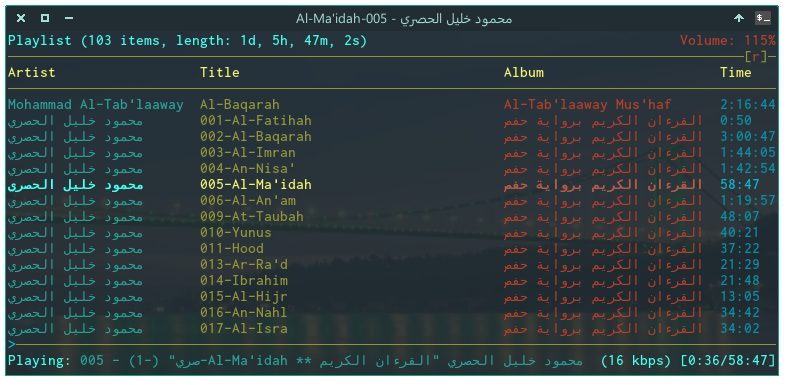 Al-Ma'idah-005 - محمود خليل الحصري
Playlist (103 items, length: 1d, 5h, 47m, 2s) Volume: 115%
[r]
Artist Title Album Time
Mohammad Al-Tab'laaway Al-Baqarah Al-Tab'laaway Mus'haf 2:16:44
محمود خليل الحصري 001-Al-Fatihah القرءان الكريم برواية حفص 0:50
محمود خليل الحصري 002-Al-Baqarah القرءان الكريم برواية حفص 3:00:47
محمود خليل الحصري 003-Al-Imran القرءان الكريم برواية حفص 1:44:05
محمود خليل الحصري 004-An-Nisa' القرءان الكريم برواية حفص 1:42:54
محمود خليل الحصري 005-Al-Ma'idah القرءان الكريم برواية حفص 58:47
محمود خليل الحصري 006-Al-An'am القرءان الكريم برواية حفص 1:19:57
محمود خليل الحصري 009-At-Taubah القرءان الكريم برواية حفص 48:07
محمود خليل الحصري 010-Yunus القرءان الكريم برواية حفص 40:21
محمود خليل الحصري 011-Hood القرءان الكريم برواية حفص 37:22
محمود خليل الحصري 013-Ar-Ra'd القرءان الكريم برواية حفص 21:29
محمود خليل الحصري 014-Ibrahim القرءان الكريم برواية حفص 21:48
محمود خليل الحصري 015-Al-Hijr القرءان الكريم برواية حفص 13:05
محمود خليل الحصري 016-An-Nahl القرءان الكريم برواية حفص 34:42
محمود خليل الحصري 017-Al-Isra القرءان الكريم برواية حفص 34:02
>
Playing: 005 - (1-) "صري-Al-Ma'idah ** القرءان الكريم" محمود خليل الحصري (16 kbps) [0:36/58:47]